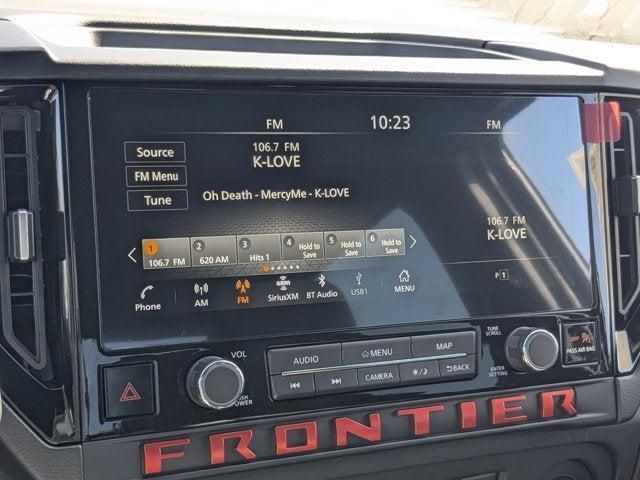 FM 10:23 FM
Source
FM Menu
Tune
106.7 FM
K-LOVE
Oh Death - MercyMe - K-LOVE
106.7 FM
K-LOVE
1 106.7 FM
2 620 AM
3 Hits 1
4 Hold to Save
5 Hold to Save
6 Hold to Save
Phone AM FM SiriusXM BT Audio USB1 MENU
sxm
P 1
VOL
PUSH POWER
AUDIO MENU MAP
CAMERA BACK
TUNE SCROLL
ENTER SETTING
OFF
PASS AIR BAG
FRONTIER